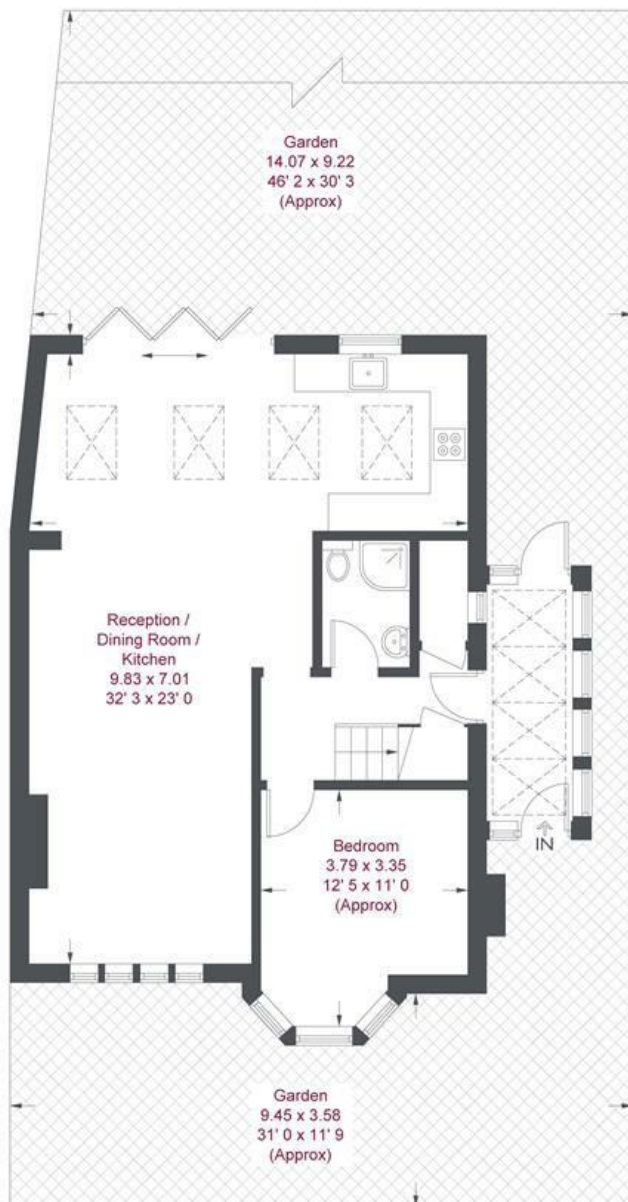 Garden
14.07 x 9.22
46' 2 x 30' 3
(Approx)
Reception /
Dining Room /
Kitchen
9.83 x 7.01
32' 3 x 23' 0
IN
Bedroom
3.79 x 3.35
12' 5 x 11' 0
(Approx)
Garden
9.45 x 3.58
31' 0 x 11' 9
(Approx)